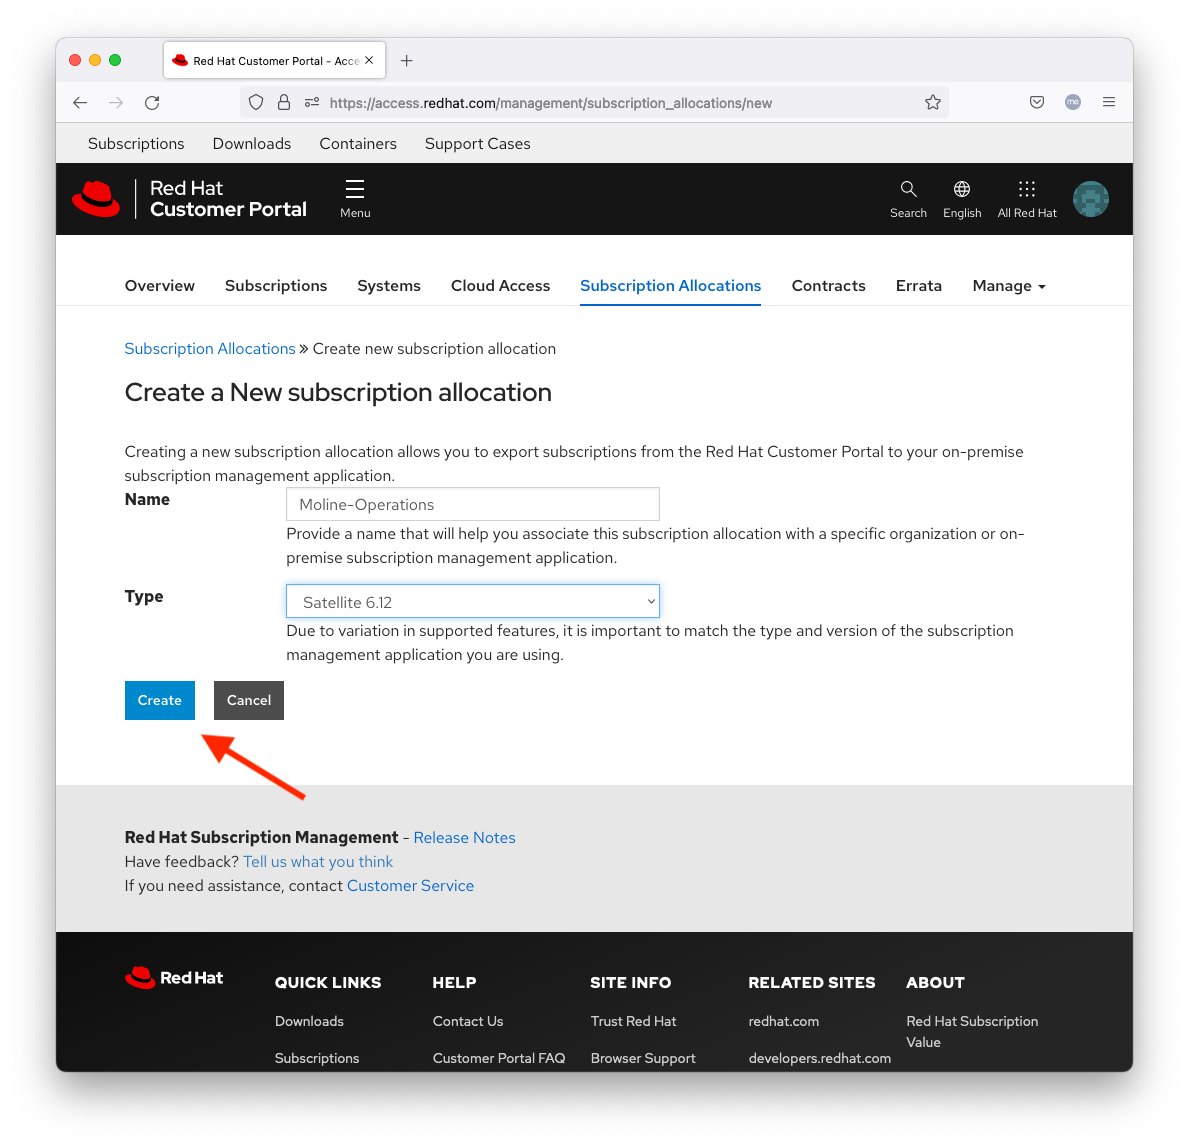 Red Hat Customer Portal - Acce
https://access.redhat.com/management/subscription_allocations/new
me
Subscriptions Downloads Containers Support Cases
Red Hat
Customer Portal
Menu
Search English All Red Hat
Overview Subscriptions Systems Cloud Access Subscription Allocations Contracts Errata Manage
Subscription Allocations » Create new subscription allocation
Create a New subscription allocation
Creating a new subscription allocation allows you to export subscriptions from the Red Hat Customer Portal to your on-premise
subscription management application.
Name
Moline-Operations
Provide a name that will help you associate this subscription allocation with a specific organization or on-
premise subscription management application.
Type
Satellite 6.12
Due to variation in supported features, it is important to match the type and version of the subscription
management application you are using.
Create Cancel
Red Hat Subscription Management - Release Notes
Have feedback? Tell us what you think
If you need assistance, contact Customer Service
Red Hat
QUICK LINKS HELP SITE INFO RELATED SITES ABOUT
Downloads Contact Us Trust Red Hat redhat.com Red Hat Subscription
Value
Subscriptions Customer Portal FAQ Browser Support developers.redhat.com